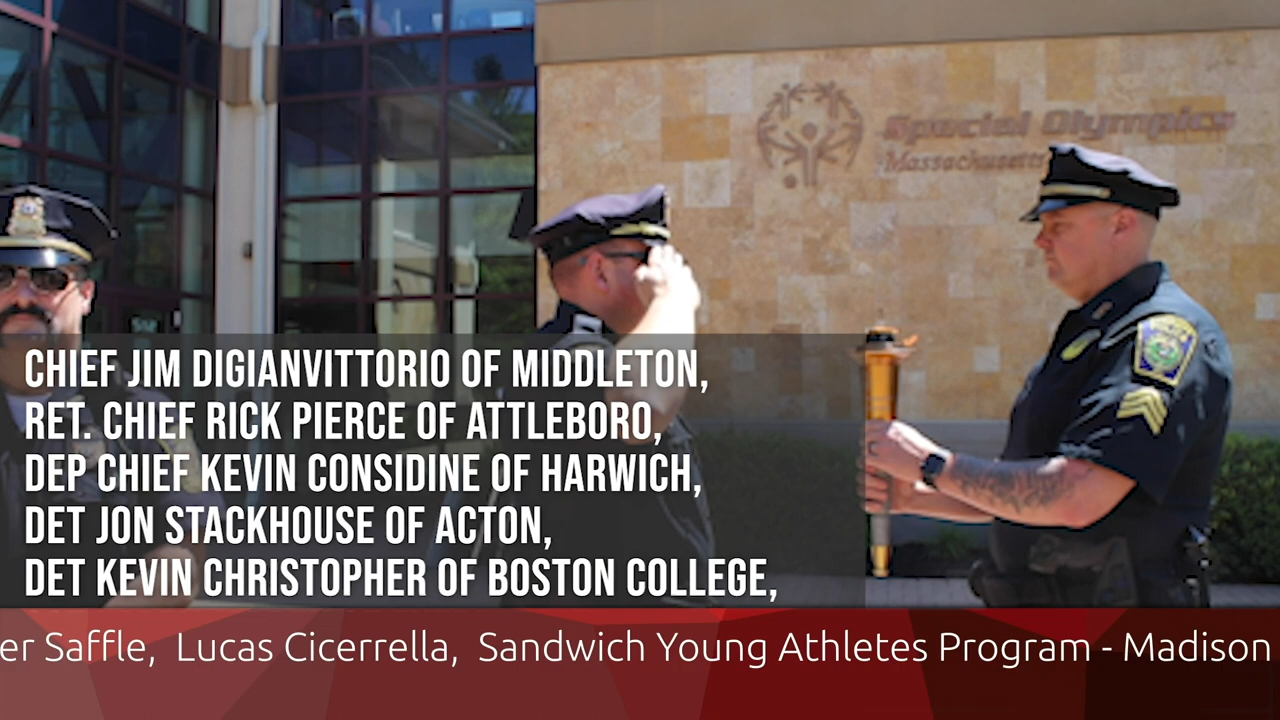 Special Olympics
Massachusetts
CHIEF JIM DIGIANVITTORIO OF MIDDLETON,
RET. CHIEF RICK PIERCE OF ATTLEBORO,
DEP CHIEF KEVIN CONSIDINE OF HARWICH,
DET JON STACKHOUSE OF ACTON,
DET KEVIN CHRISTOPHER OF BOSTON COLLEGE,
er Saffle, Lucas Cicerrella, Sandwich Young Athletes Program - Madison